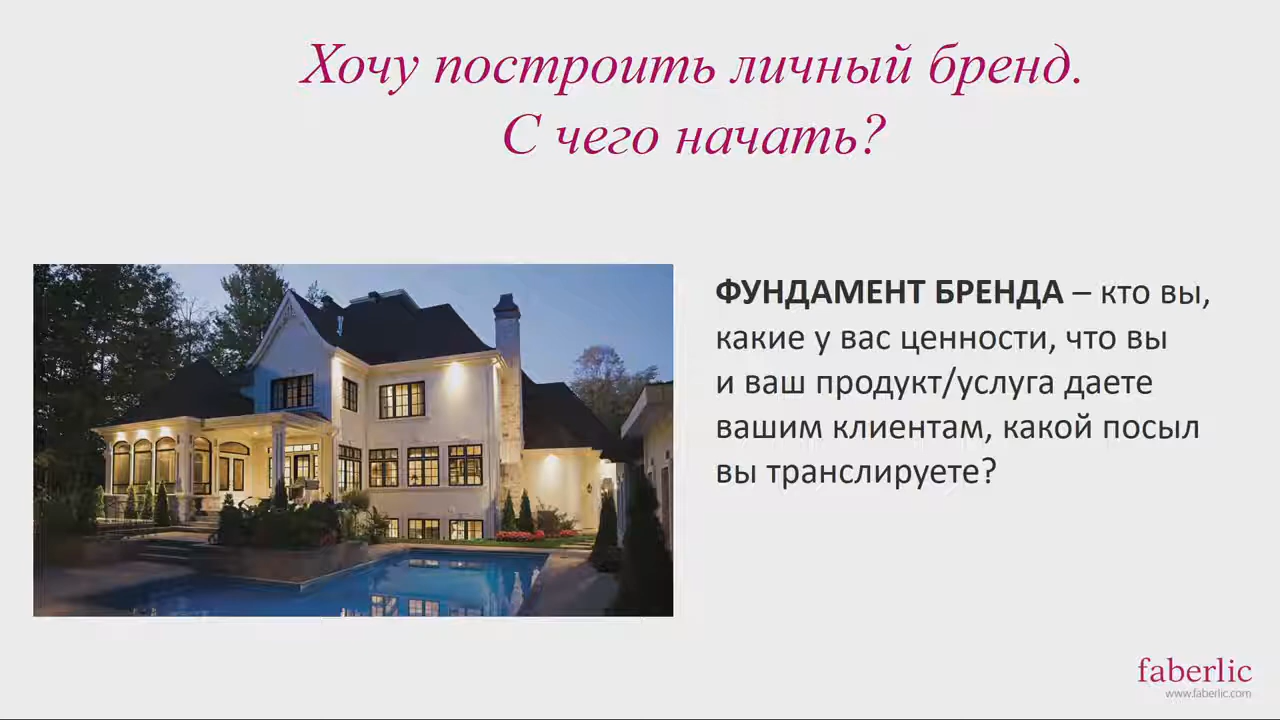 Хочу построить личный бренд.
С чего начать?
ФУНДАМЕНТ БРЕНДА – кто вы,
какие у вас ценности, что вы
и ваш продукт/услуга даете
вашим клиентам, какой посыл
вы транслируете?
faberlic
www.faberlic.com